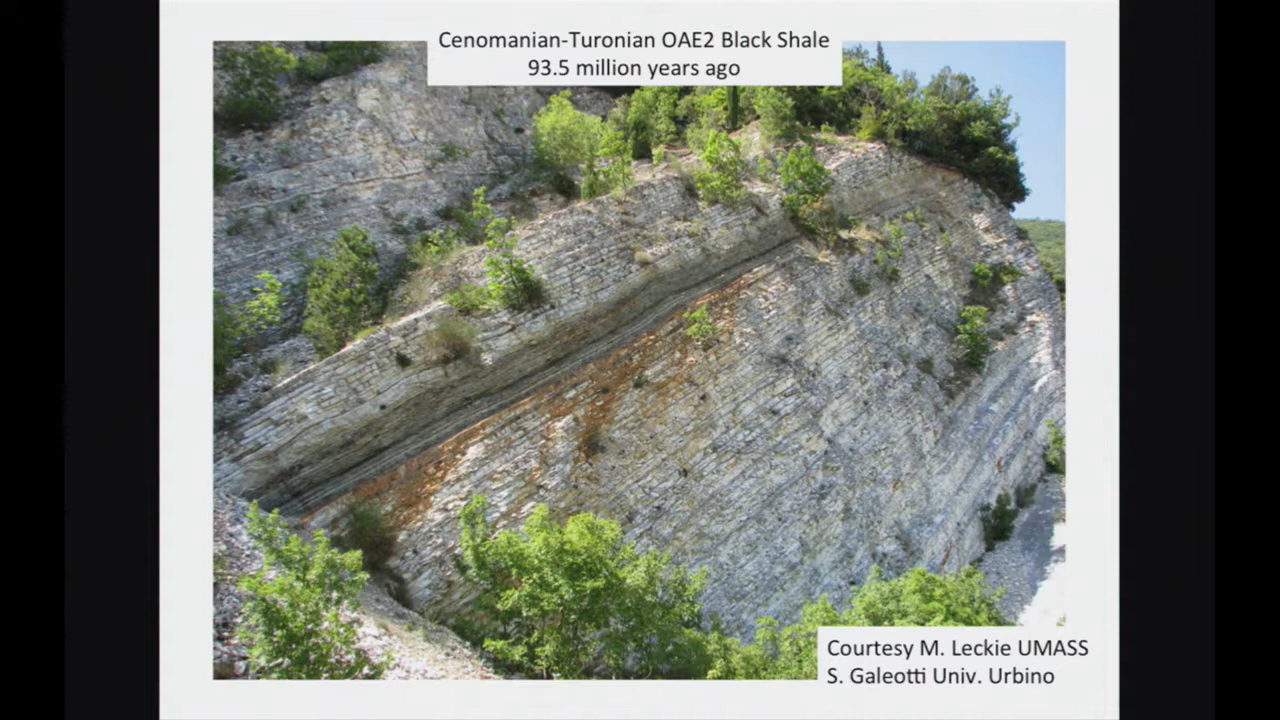 Cenomanian-Turonian OAE2 Black Shale
93.5 million years ago
Courtesy M. Leckie UMASS
S. Galeotti Univ. Urbino